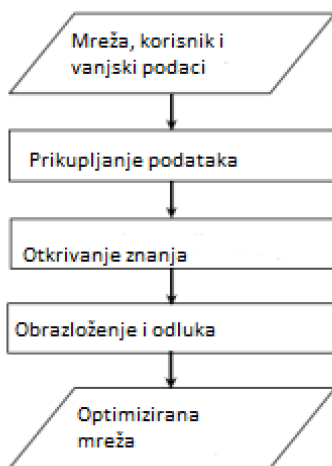 Mreža, korisnik i
vanjski podaci
Prikupljanje podataka
Otkrivanje znanja
Obrazloženje i odluka
Optimizirana
mreža